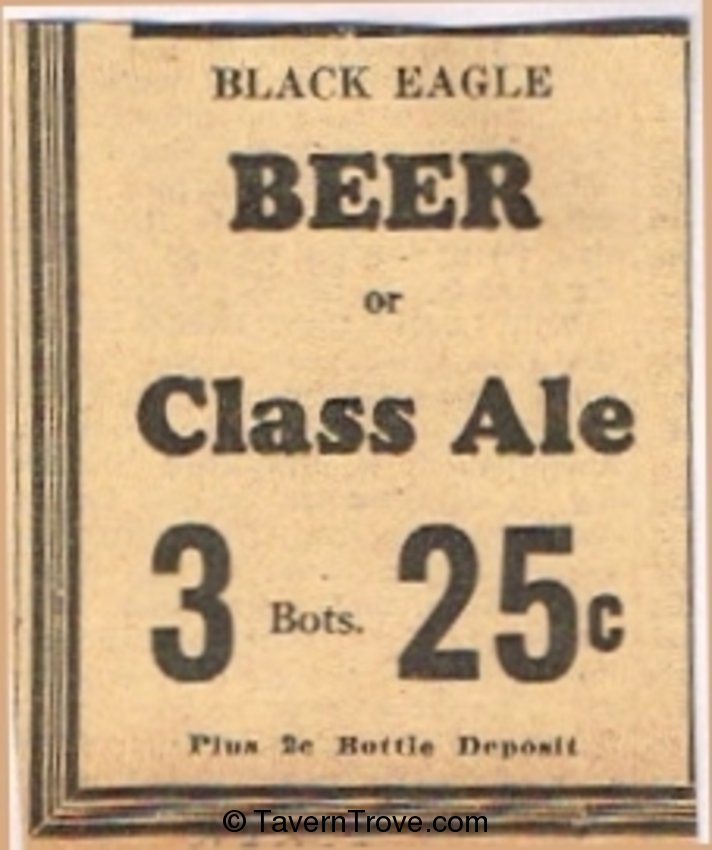 BLACK EAGLE
BEER
or
Class Ale
3 Bots. 25c
Plus 2c Bottle Deposit
© TavernTrove.com